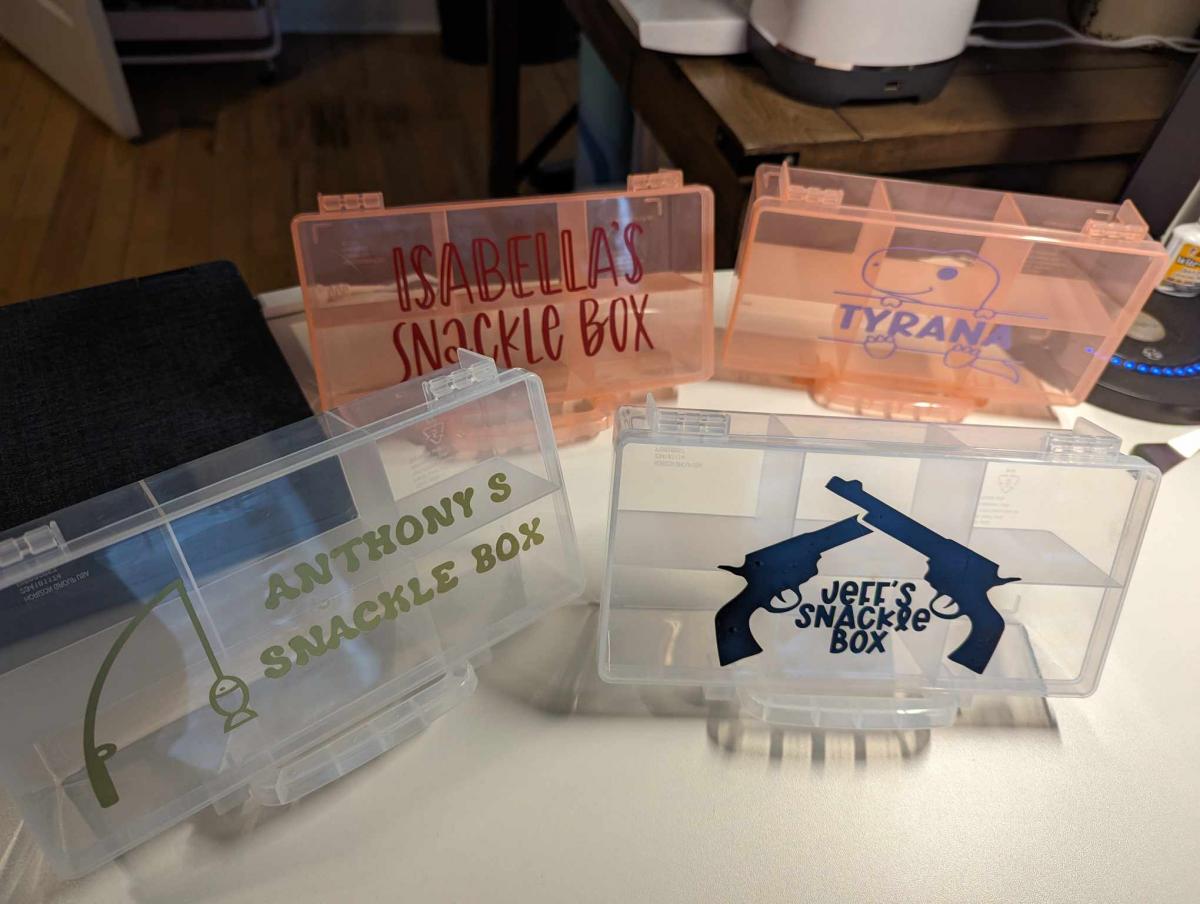 ISABELLA'S
SNaCKLE BOX
TYRANA
ANTHONY S
SNACKLE BOX
JEFF'S
SNACKle
BOX